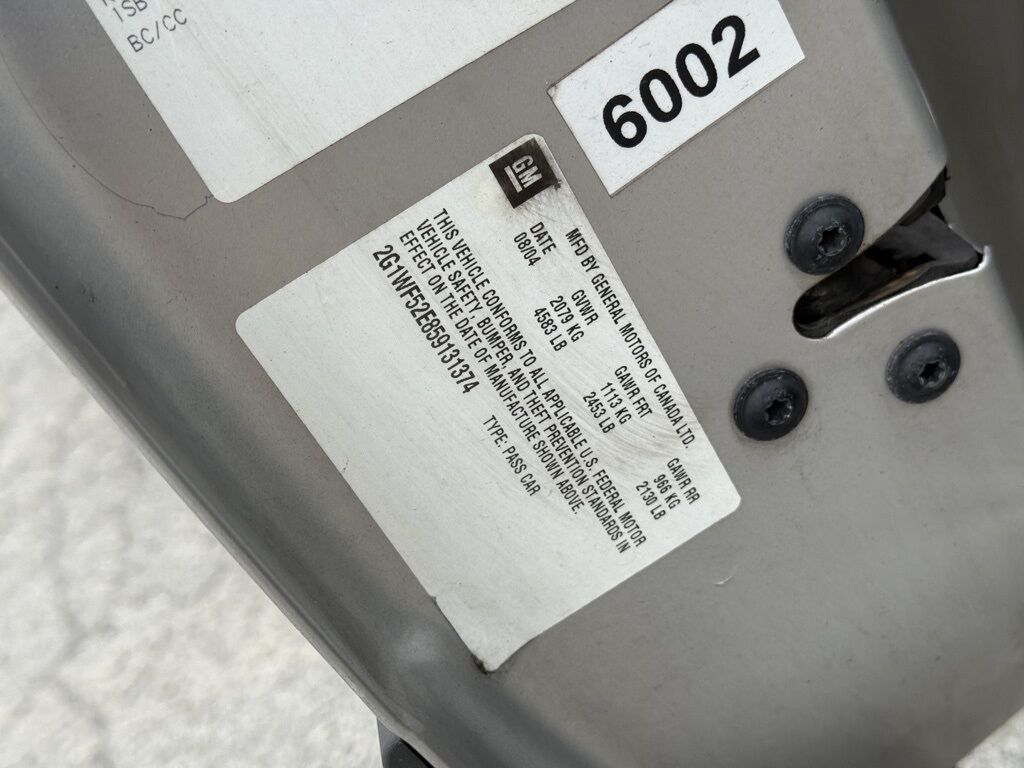 1SB
BC/CC
6002
GM
MFD BY GENERAL MOTORS OF CANADA LTD.
DATE GVWR GAWR FRT GAWR RR
08/04 2079 KG 1113 KG 966 KG
4583 LB 2453 LB 2130 LB
THIS VEHICLE CONFORMS TO ALL APPLICABLE U.S. FEDERAL MOTOR
VEHICLE SAFETY, BUMPER, AND THEFT PREVENTION STANDARDS IN
EFFECT ON THE DATE OF MANUFACTURE SHOWN ABOVE.
2G1WF52E859131374 TYPE: PASS CAR